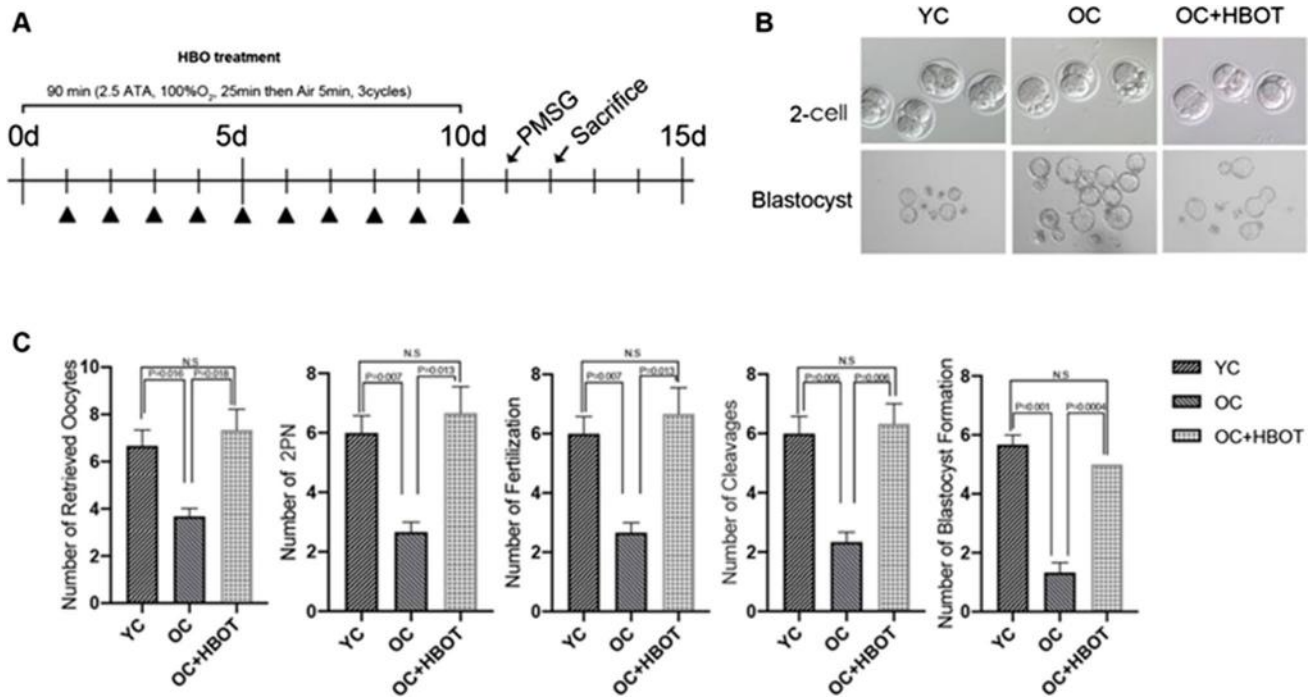 A
HBO treatment
90 min (2.5 ATA, 100%O2, 25min then Air 5min, 3cycles)
0d 5d 10d 15d
PMSG
Sacrifice
B
YC OC OC+HBOT
2-cell
Blastocyst
C
Number of Retrieved Oocytes
10
8
6
4
2
0
N.S
P=0.016 P=0.018
YC OC OC+HBOT
Number of 2PN
8
6
4
2
0
N.S
P=0.007 P=0.013
YC OC OC+HBOT
Number of Fertilization
8
6
4
2
0
N.S
P=0.007 P=0.013
YC OC OC+HBOT
Number of Cleavages
8
6
4
2
0
N.S
P=0.005 P=0.006
YC OC OC+HBOT
Number of Blastocyst Formation
8
6
4
2
0
N.S
P=0.001 P=0.0004
YC OC OC+HBOT
YC
OC
OC+HBOT